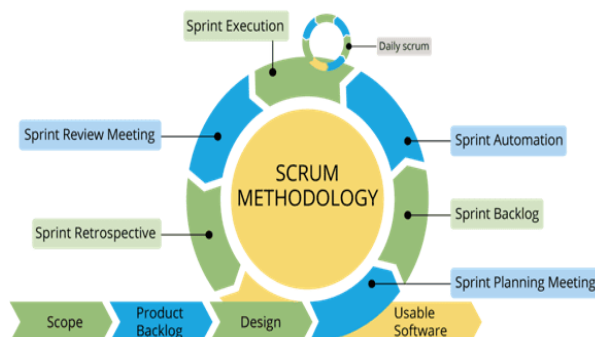 Sprint Execution
Daily scrum
Sprint Review Meeting
Sprint Automation
SCRUM
METHODOLOGY
Sprint Retrospective
Sprint Backlog
Sprint Planning Meeting
Scope
Product
Backlog
Design
Usable
Software